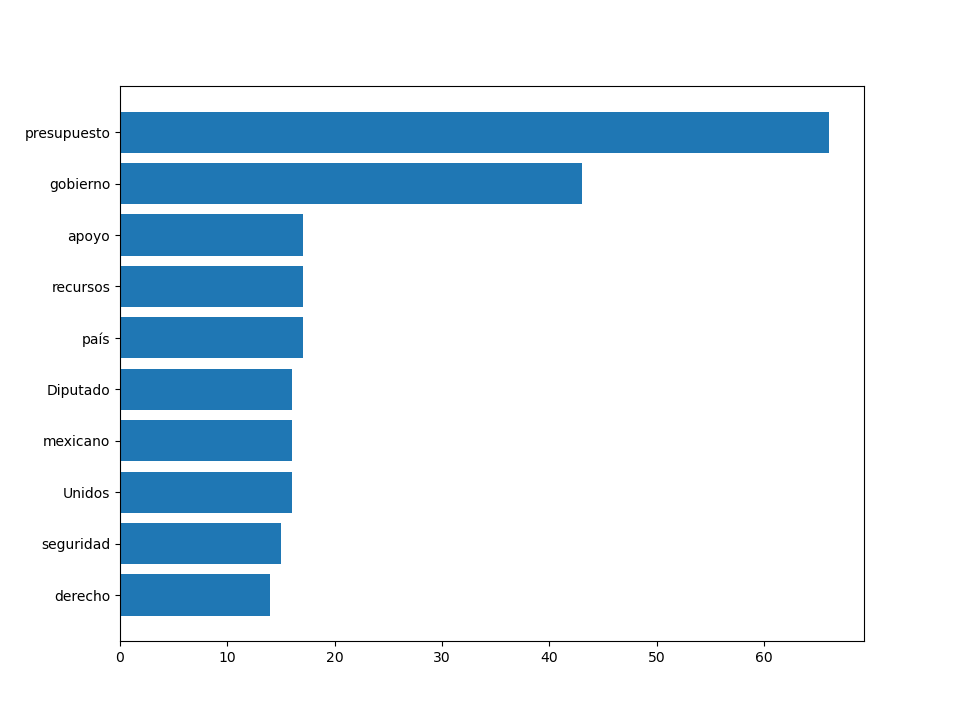 presupuesto
gobierno
apoyo
recursos
país
Diputado
mexicano
Unidos
seguridad
derecho
0 10 20 30 40 50 60